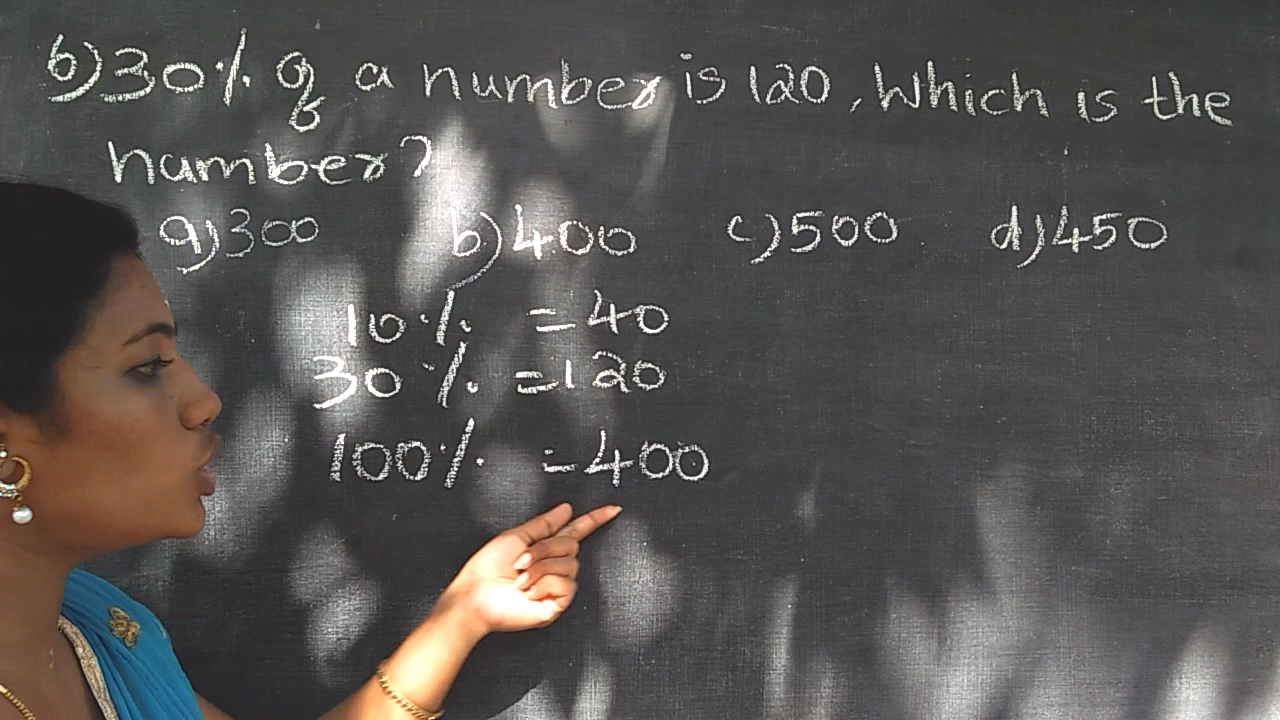 6) 30% of a number is 120, Which is the
number?
a) 300 b) 400 c) 500 d) 450
10% = 40
30% = 120
100% = 400